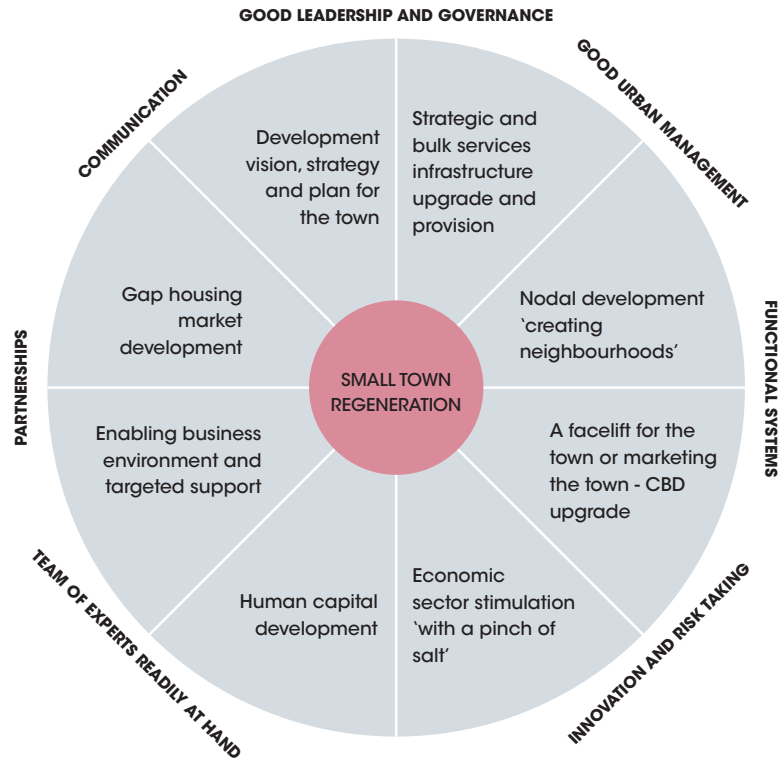 GOOD LEADERSHIP AND GOVERNANCE
GOOD URBAN MANAGEMENT
FUNCTIONAL SYSTEMS
INNOVATION AND RISK TAKING
TEAM OF EXPERTS READILY AT HAND
PARTNERSHIPS
COMMUNICATION
Strategic and
bulk services
infrastructure
upgrade and
provision
Nodal development
‘creating
neighbourhoods’
A facelift for the
town or marketing
the town - CBD
upgrade
Economic
sector stimulation
‘with a pinch of
salt’
Human capital
development
Enabling business
environment and
targeted support
Gap housing
market
development
Development
vision, strategy
and plan for
the town
SMALL TOWN
REGENERATION